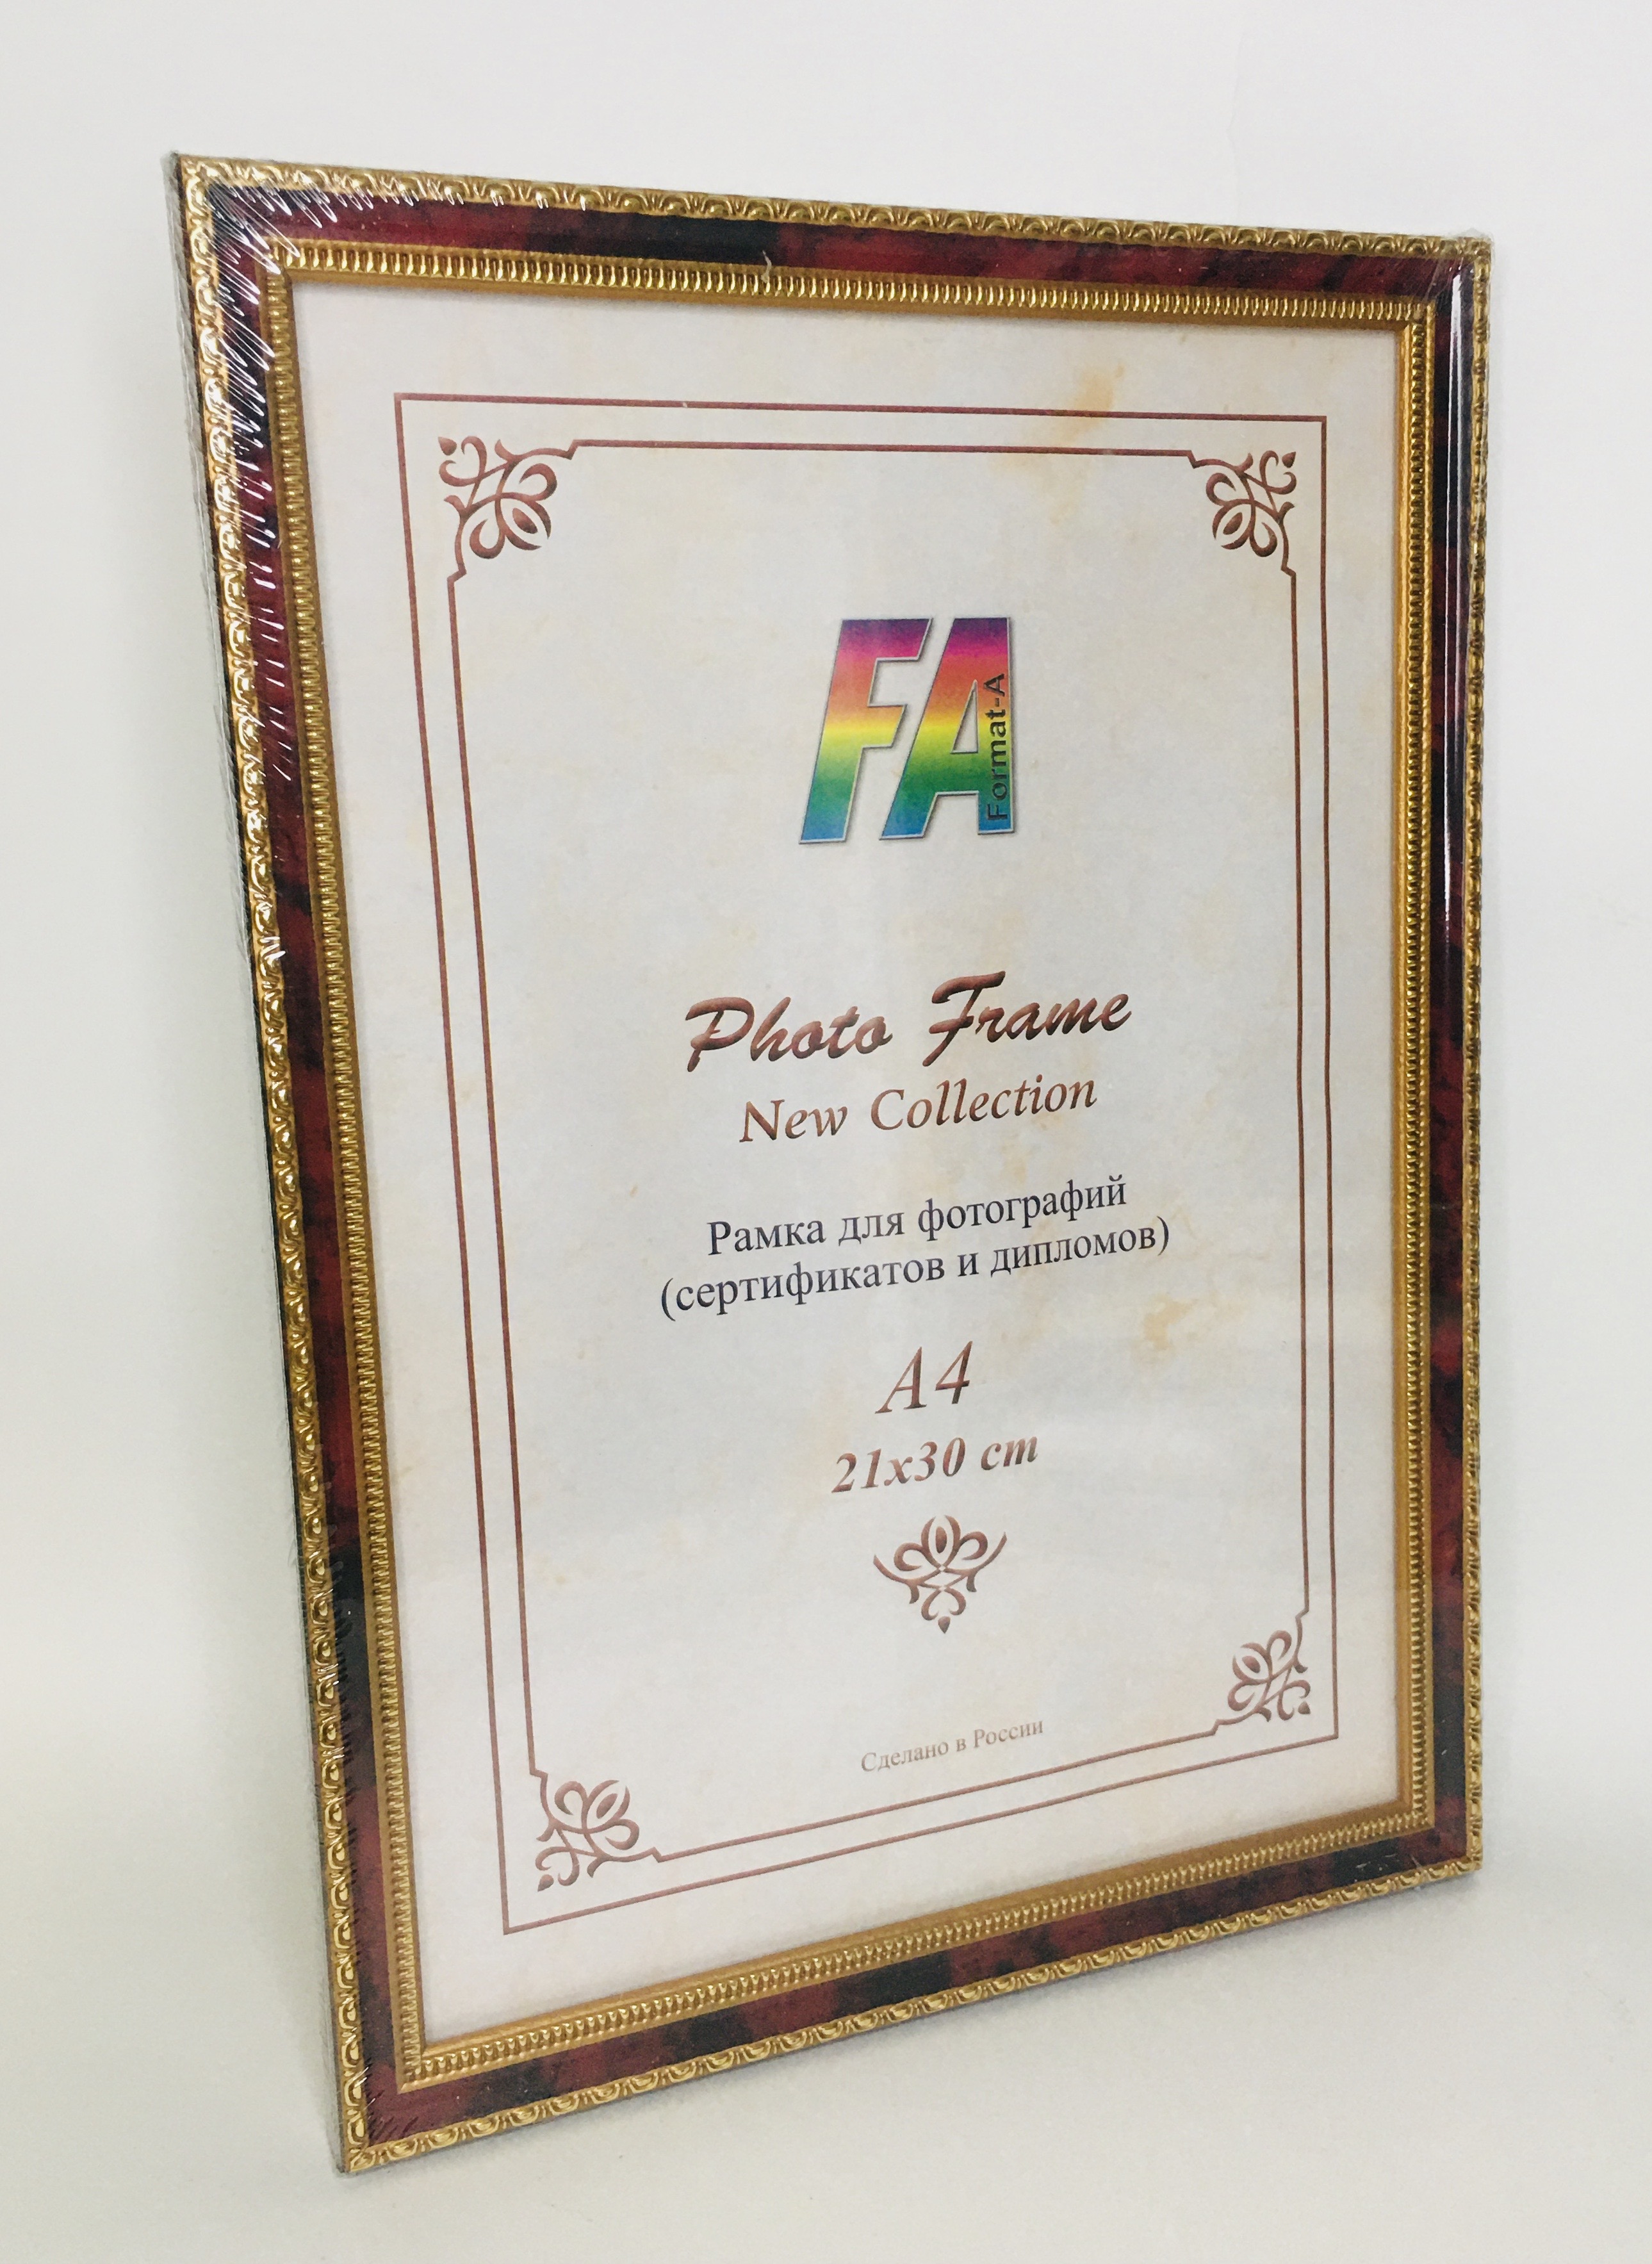 FA
Format-A
Photo Frame
New Collection
Рамка для фотографий
(сертификатов и дипломов)
A4
21x30 cm
Сделано в России